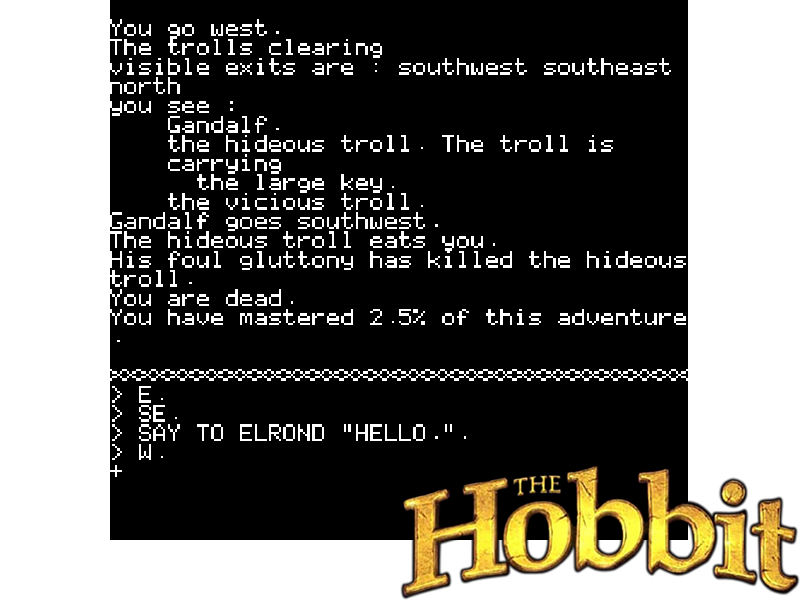 You go west.
The trolls clearing
visible exits are : southwest southeast
north
you see :
Gandalf.
the hideous troll. The troll is
carrying
the large key.
the vicious troll.
Gandalf goes southwest.
The hideous troll eats you.
His foul gluttony has killed the hideous
troll.
You are dead.
You have mastered 2.5% of this adventure
.
> E.
> SE.
> SAY TO ELROND "HELLO.".
> W.
+
THE
Hobbit